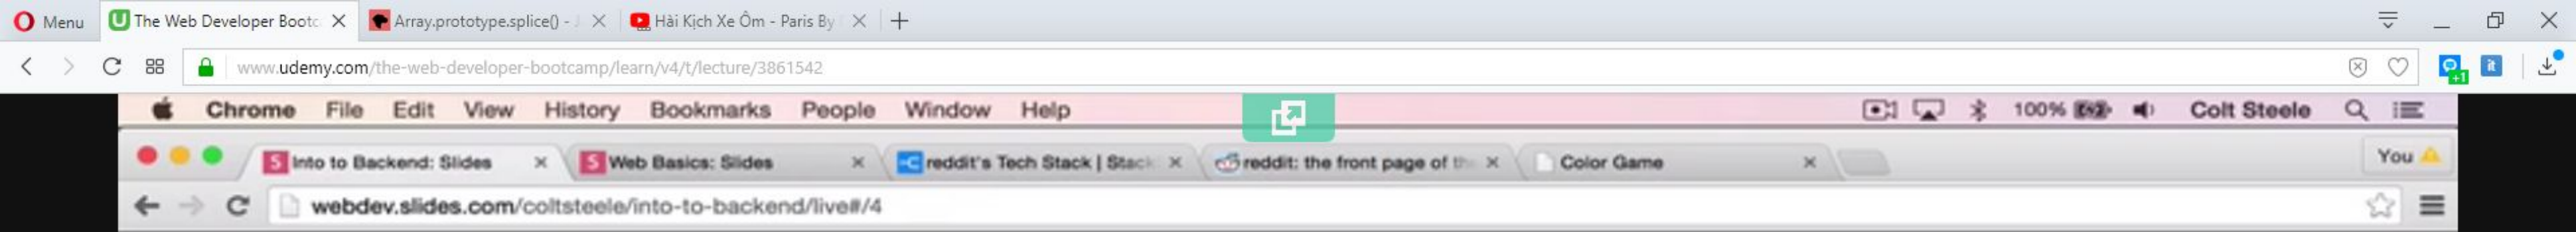 Menu The Web Developer Bootc Array.prototype.splice() - J Hài Kịch Xe Ôm - Paris By
www.udemy.com/the-web-developer-bootcamp/learn/v4/t/lecture/3861542 +1 it
Chrome File Edit View History Bookmarks People Window Help 100% Colt Steele
S Into to Backend: Slides S Web Basics: Slides reddit's Tech Stack | Stack reddit: the front page of th Color Game You
webdev.slides.com/coltsteele/into-to-backend/live#/4